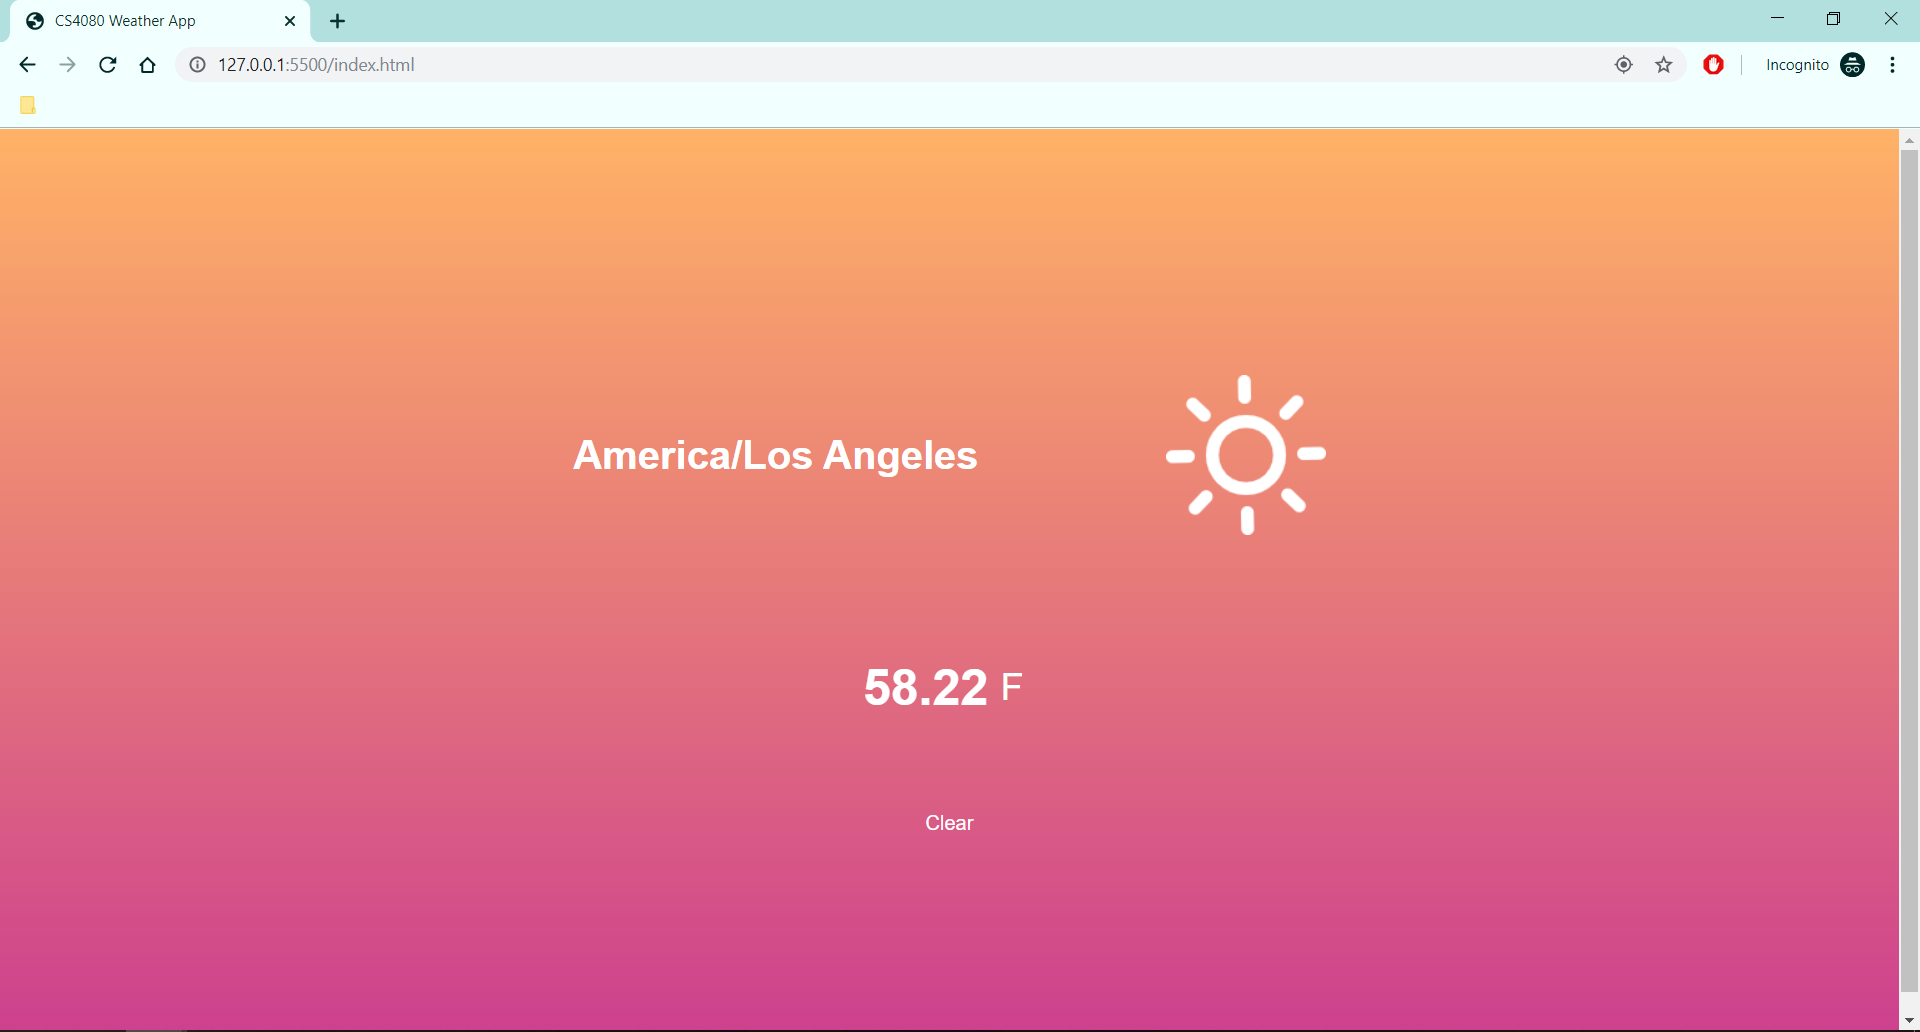 CS4080 Weather App
127.0.0.1:5500/index.html
Incognito
America/Los Angeles
58.22 F
Clear